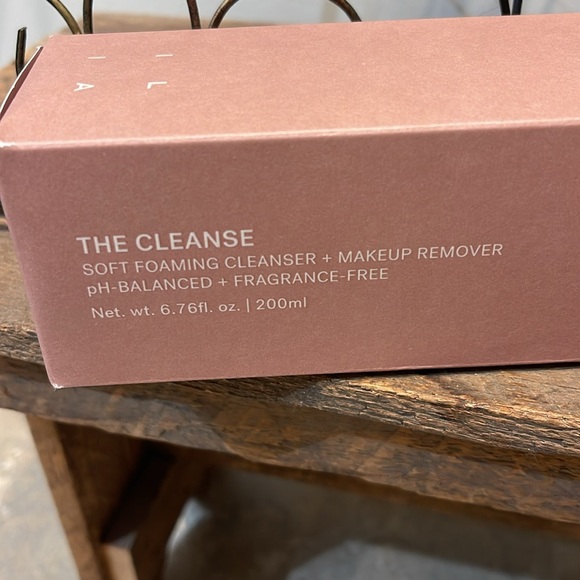 I L
I A
THE CLEANSE
SOFT FOAMING CLEANSER + MAKEUP REMOVER
pH-BALANCED + FRAGRANCE-FREE
Net. wt. 6.76fl. oz. | 200ml